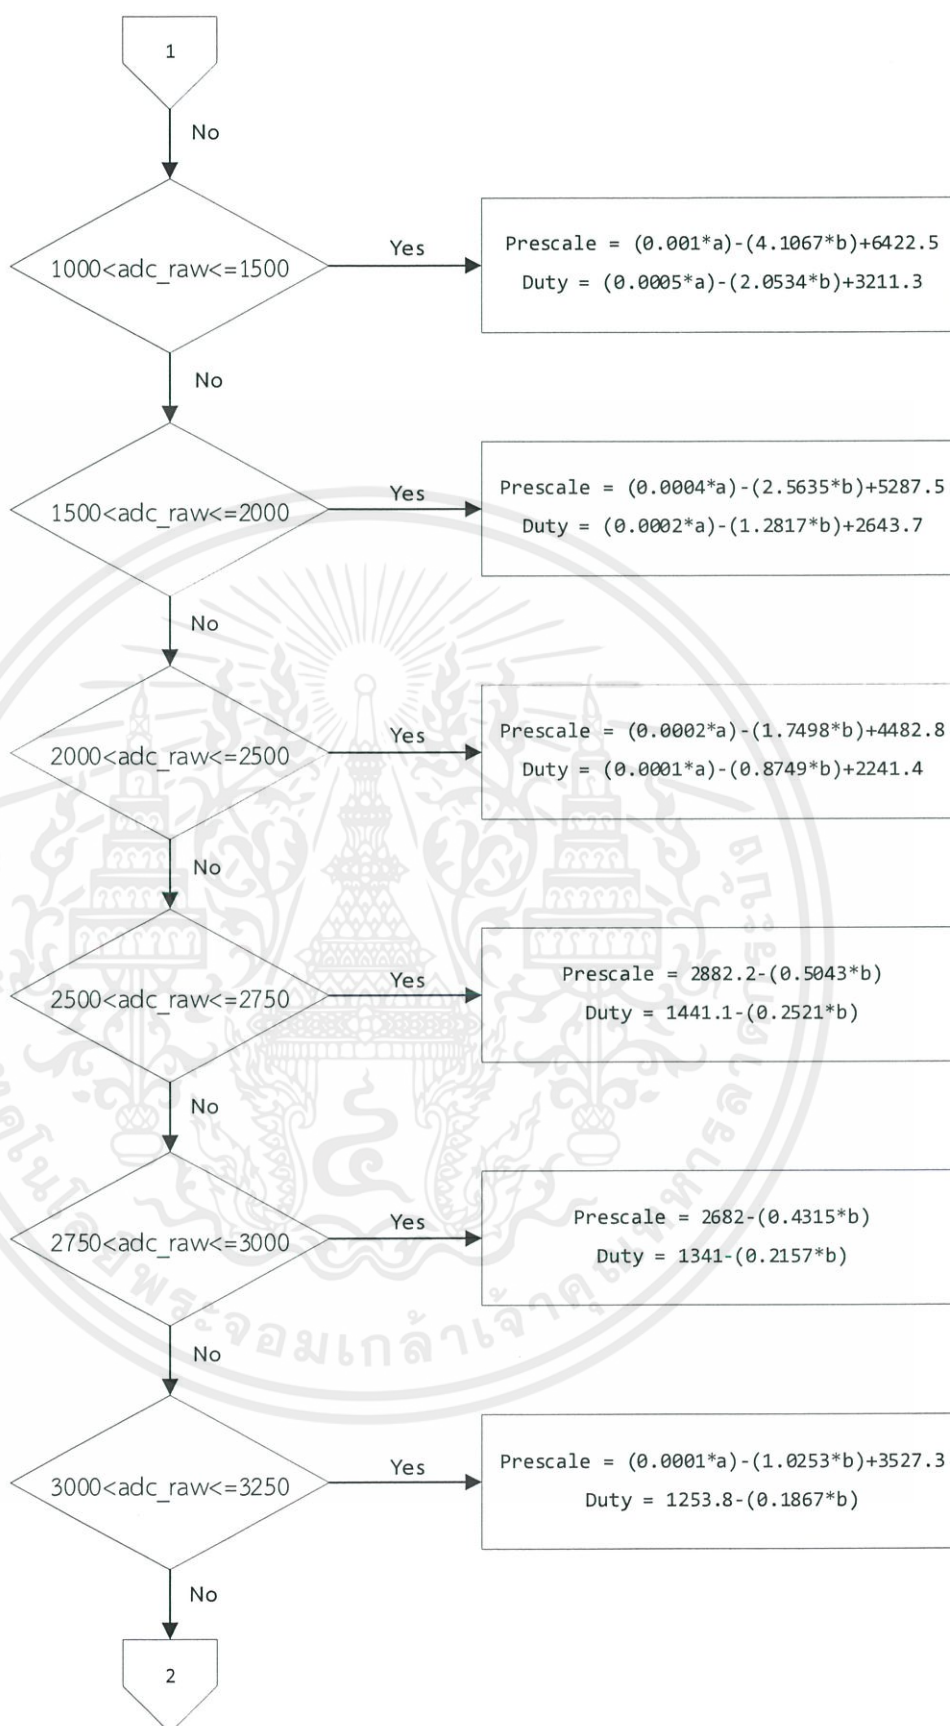 1
No
1000<adc_raw<=1500
Yes
Prescale = (0.001*a)-(4.1067*b)+6422.5
Duty = (0.0005*a)-(2.0534*b)+3211.3
No
1500<adc_raw<=2000
Yes
Prescale = (0.0004*a)-(2.5635*b)+5287.5
Duty = (0.0002*a)-(1.2817*b)+2643.7
No
2000<adc_raw<=2500
Yes
Prescale = (0.0002*a)-(1.7498*b)+4482.8
Duty = (0.0001*a)-(0.8749*b)+2241.4
No
2500<adc_raw<=2750
Yes
Prescale = 2882.2-(0.5043*b)
Duty = 1441.1-(0.2521*b)
No
2750<adc_raw<=3000
Yes
Prescale = 2682-(0.4315*b)
Duty = 1341-(0.2157*b)
No
3000<adc_raw<=3250
Yes
Prescale = (0.0001*a)-(1.0253*b)+3527.3
Duty = 1253.8-(0.1867*b)
No
2